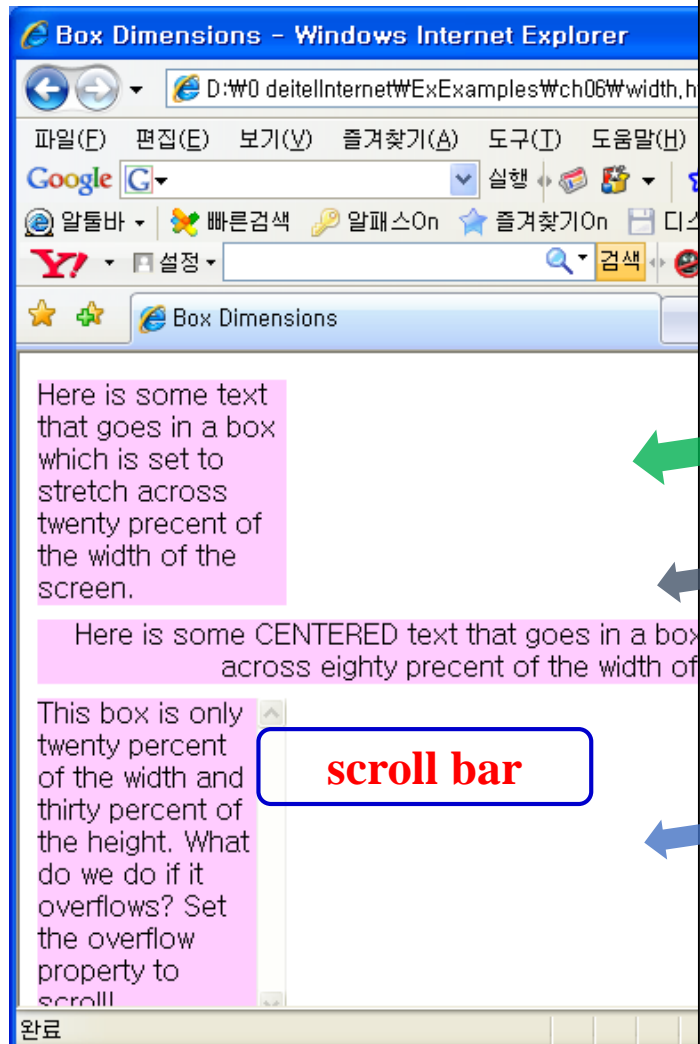 Box Dimensions - Windows Internet Explorer
D:₩0 deitelInternet₩ExExamples₩ch06₩width,h
파일(F) 편집(E) 보기(V) 즐겨찾기(A) 도구(T) 도움말(H)
Google G 실행
알툴바 빠른검색 알패스On 즐겨찾기On 디스
Y! 설정 검색
Box Dimensions
Here is some text
that goes in a box
which is set to
stretch across
twenty precent of
the width of the
screen.
Here is some CENTERED text that goes in a box
across eighty precent of the width of
This box is only
twenty percent
of the width and
thirty percent of
the height. What
do we do if it
overflows? Set
the overflow
property to
scroll!
scroll bar
완료